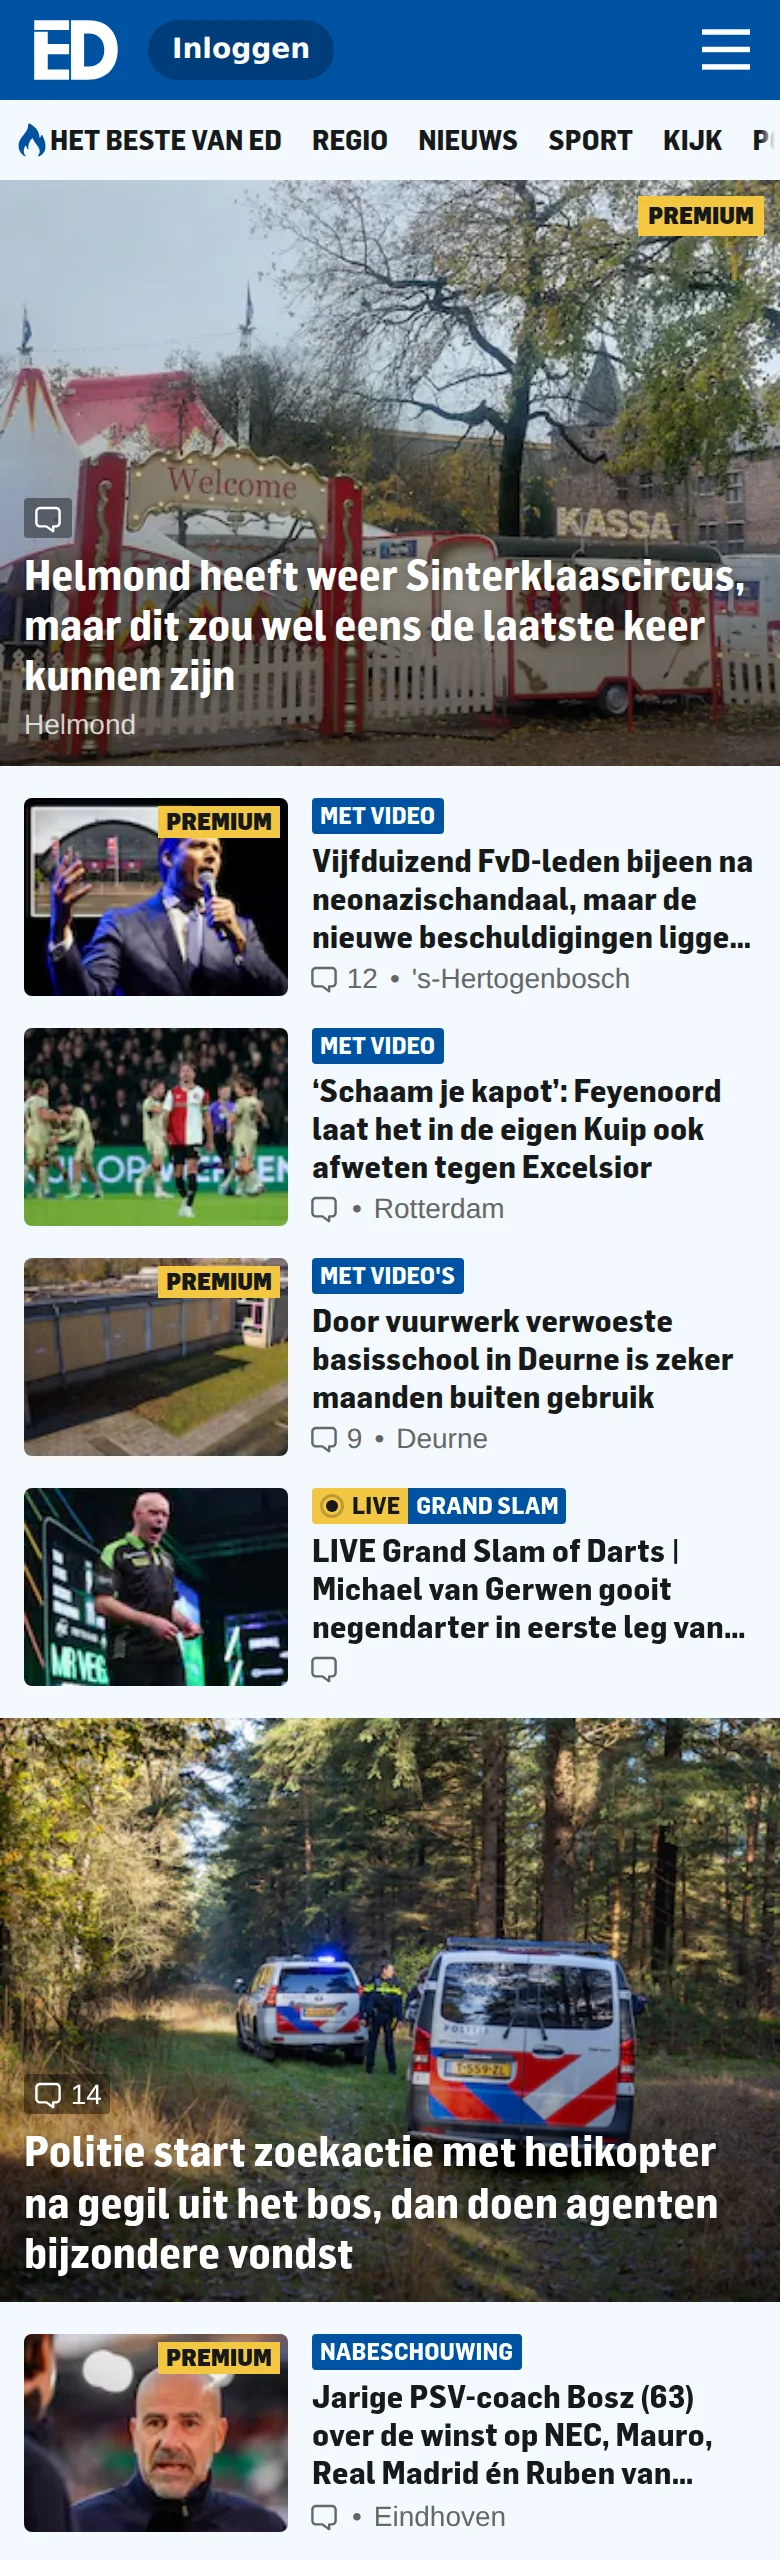 ED
Inloggen
HET BESTE VAN ED REGIO NIEUWS SPORT KIJK
PREMIUM
Welcome
KASSA
Helmond heeft weer Sinterklaascircus,
maar dit zou wel eens de laatste keer
kunnen zijn
Helmond
PREMIUM
MET VIDEO
Vijfduizend FvD-leden bijeen na
neonazischandaal, maar de
nieuwe beschuldigingen ligge...
12 • 's-Hertogenbosch
MET VIDEO
‘Schaam je kapot’: Feyenoord
laat het in de eigen Kuip ook
afweten tegen Excelsior
• Rotterdam
PREMIUM
MET VIDEO'S
Door vuurwerk verwoeste
basisschool in Deurne is zeker
maanden buiten gebruik
9 • Deurne
LIVE GRAND SLAM
LIVE Grand Slam of Darts |
Michael van Gerwen gooit
negendarter in eerste leg van...
14
Politie start zoekactie met helikopter
na gegil uit het bos, dan doen agenten
bijzondere vondst
PREMIUM
NABESCHOUWING
Jarige PSV-coach Bosz (63)
over de winst op NEC, Mauro,
Real Madrid én Ruben van...
• Eindhoven